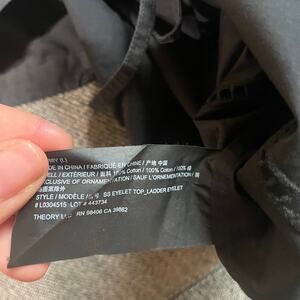 MADE IN CHINA / FABRIQUÉ EN CHINE / 产地 中国
SHELL / EXTÉRIEUR / 面料 100% Cotton / 100% Coton / 100% 棉
EXCLUSIVE OF ORNAMENTATION / SAUF L'ORNEMENTATION /
除外
STYLE / MODÈLE / SS EYELET TOP_LADDER EYELET
L0304515 LOT # 443734
THEORY LLC RN 98406 CA 39862